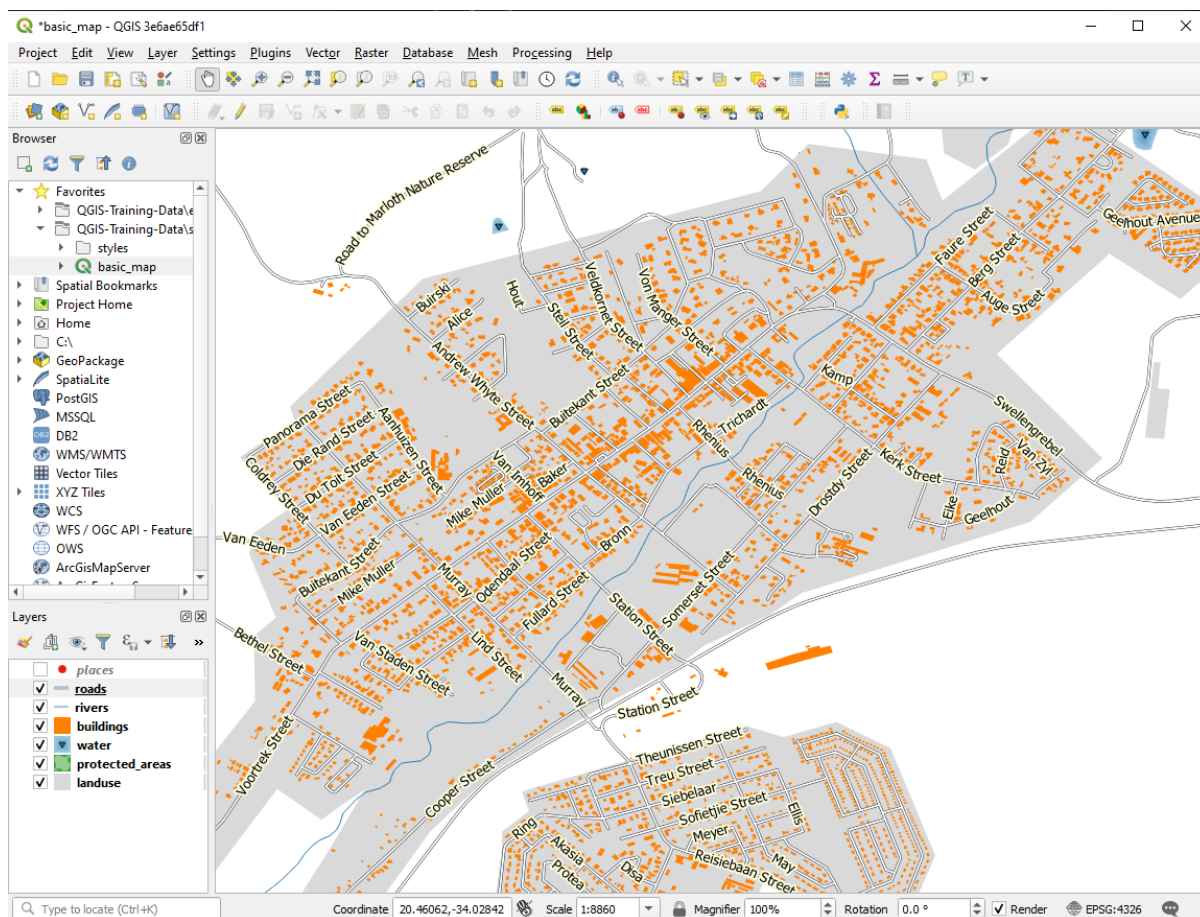 *basic_map - QGIS 3e6ae65df1
Project Edit View Layer Settings Plugins Vector Raster Database Mesh Processing Help
Browser
Favorites
QGIS-Training-Data\e
QGIS-Training-Data\s
styles
basic_map
Spatial Bookmarks
Project Home
Home
C:\
GeoPackage
SpatiaLite
PostGIS
MSSQL
DB2
WMS/WMTS
Vector Tiles
XYZ Tiles
WCS
WFS / OGC API - Feature
OWS
ArcGisMapServer
Layers
places
roads
rivers
buildings
water
protected_areas
landuse
Road to Marloth Nature Reserve
Geelhout Avenue
Faure Street
Berg Street
Auge Street
Buirski
Alice
Hout
Steil Street
Veldkornet Street
Von Manger Street
Andrew Whyte Street
Buitekant Street
Kamp
Panorama Street
Die Rand Street
Aanhuizen Street
Coldrey Street
Du Toit Street
Van Eeden Street
Van Imhoff
Baker
Mike Muller
Rhenius
Trichardt
Rhenius
Drostdy Street
Kerk Street
Swellengrebel
Van Zyl
Reid
Eike
Geelhout
Van Eeden
Buitekant Street
Mike Muller
Murray
Odendaal Street
Bronn
Fullard Street
Station Street
Somerset Street
Bethel Street
Van Staden Street
Lind Street
Murray
Station Street
Voortrek Street
Cooper Street
Theunissen Street
Treu Street
Siebelaar
Sofietjie Street
Ellis
Meyer
Ring
Akasia
Protea
Disa
Reisiebaan Street
May
Type to locate (Ctrl+K)
Coordinate 20.46062,-34.02842 Scale 1:8860 Magnifier 100% Rotation 0.0 ° Render EPSG:4326